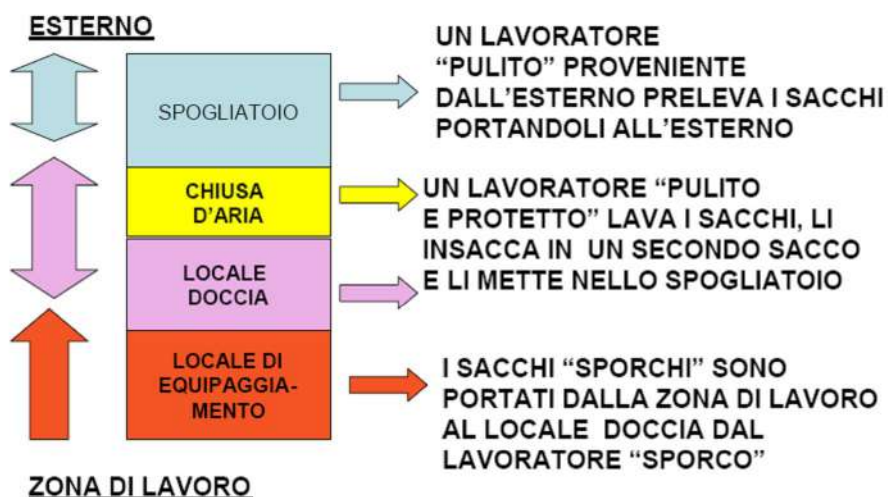 ESTERNO
SPOGLIATOIO
UN LAVORATORE
“PULITO” PROVENIENTE
DALL’ESTERNO PRELEVA I SACCHI
PORTANDOLI ALL’ESTERNO
CHIUSA
D’ARIA
UN LAVORATORE “PULITO
E PROTETTO” LAVA I SACCHI, LI
INSACCA IN UN SECONDO SACCO
E LI METTE NELLO SPOGLIATOIO
LOCALE
DOCCIA
LOCALE DI
EQUIPAGGIA-
MENTO
I SACCHI “SPORCHI” SONO
PORTATI DALLA ZONA DI LAVORO
AL LOCALE DOCCIA DAL
LAVORATORE “SPORCO”
ZONA DI LAVORO